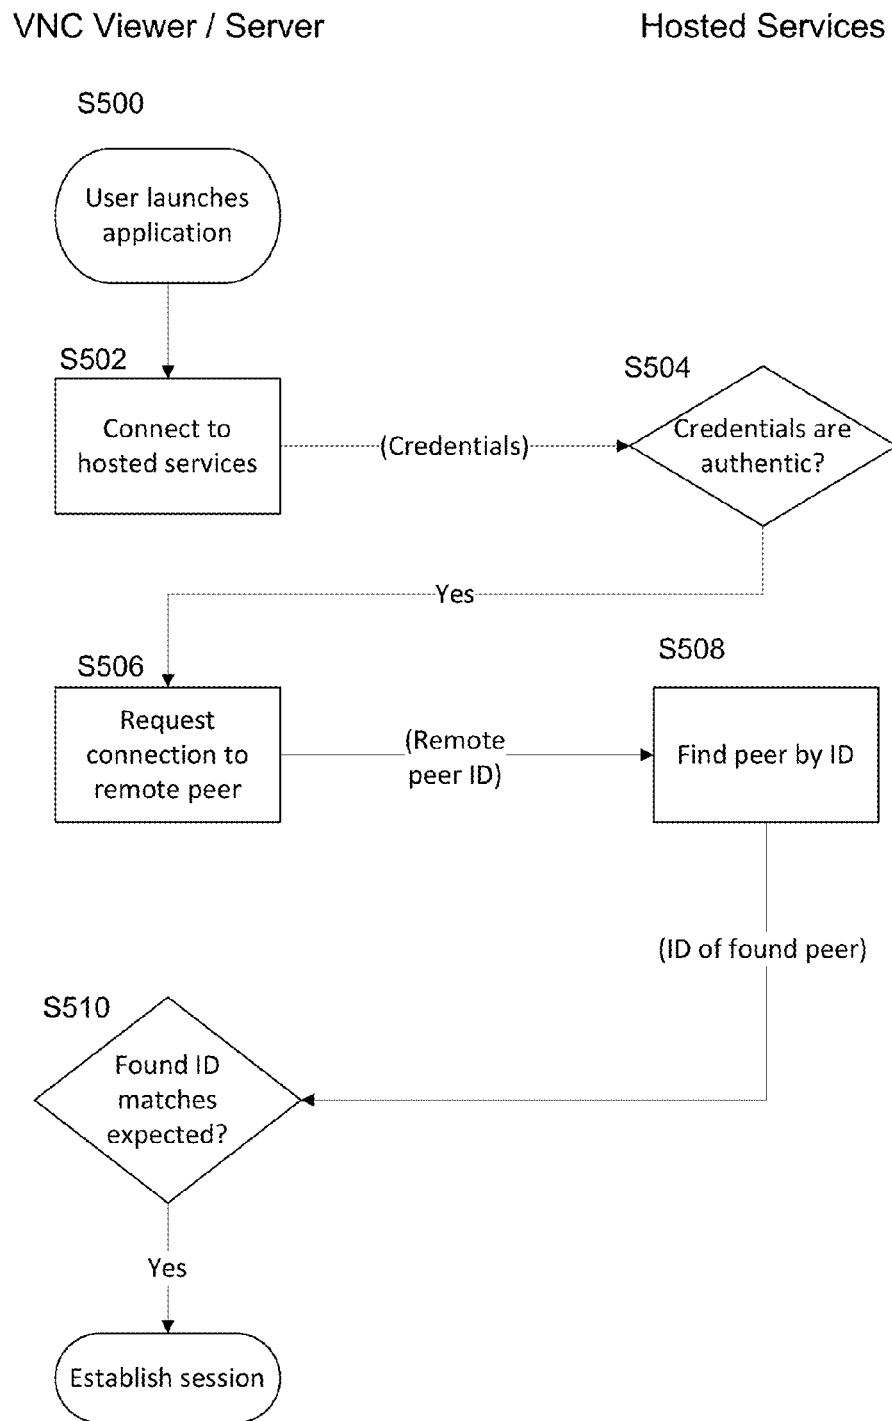 VNC Viewer / Server
Hosted Services
S500
User launches
application
S502
Connect to
hosted services
(Credentials)
S504
Credentials are
authentic?
Yes
S506
Request
connection to
remote peer
(Remote
peer ID)
S508
Find peer by ID
(ID of found peer)
S510
Found ID
matches
expected?
Yes
Establish session